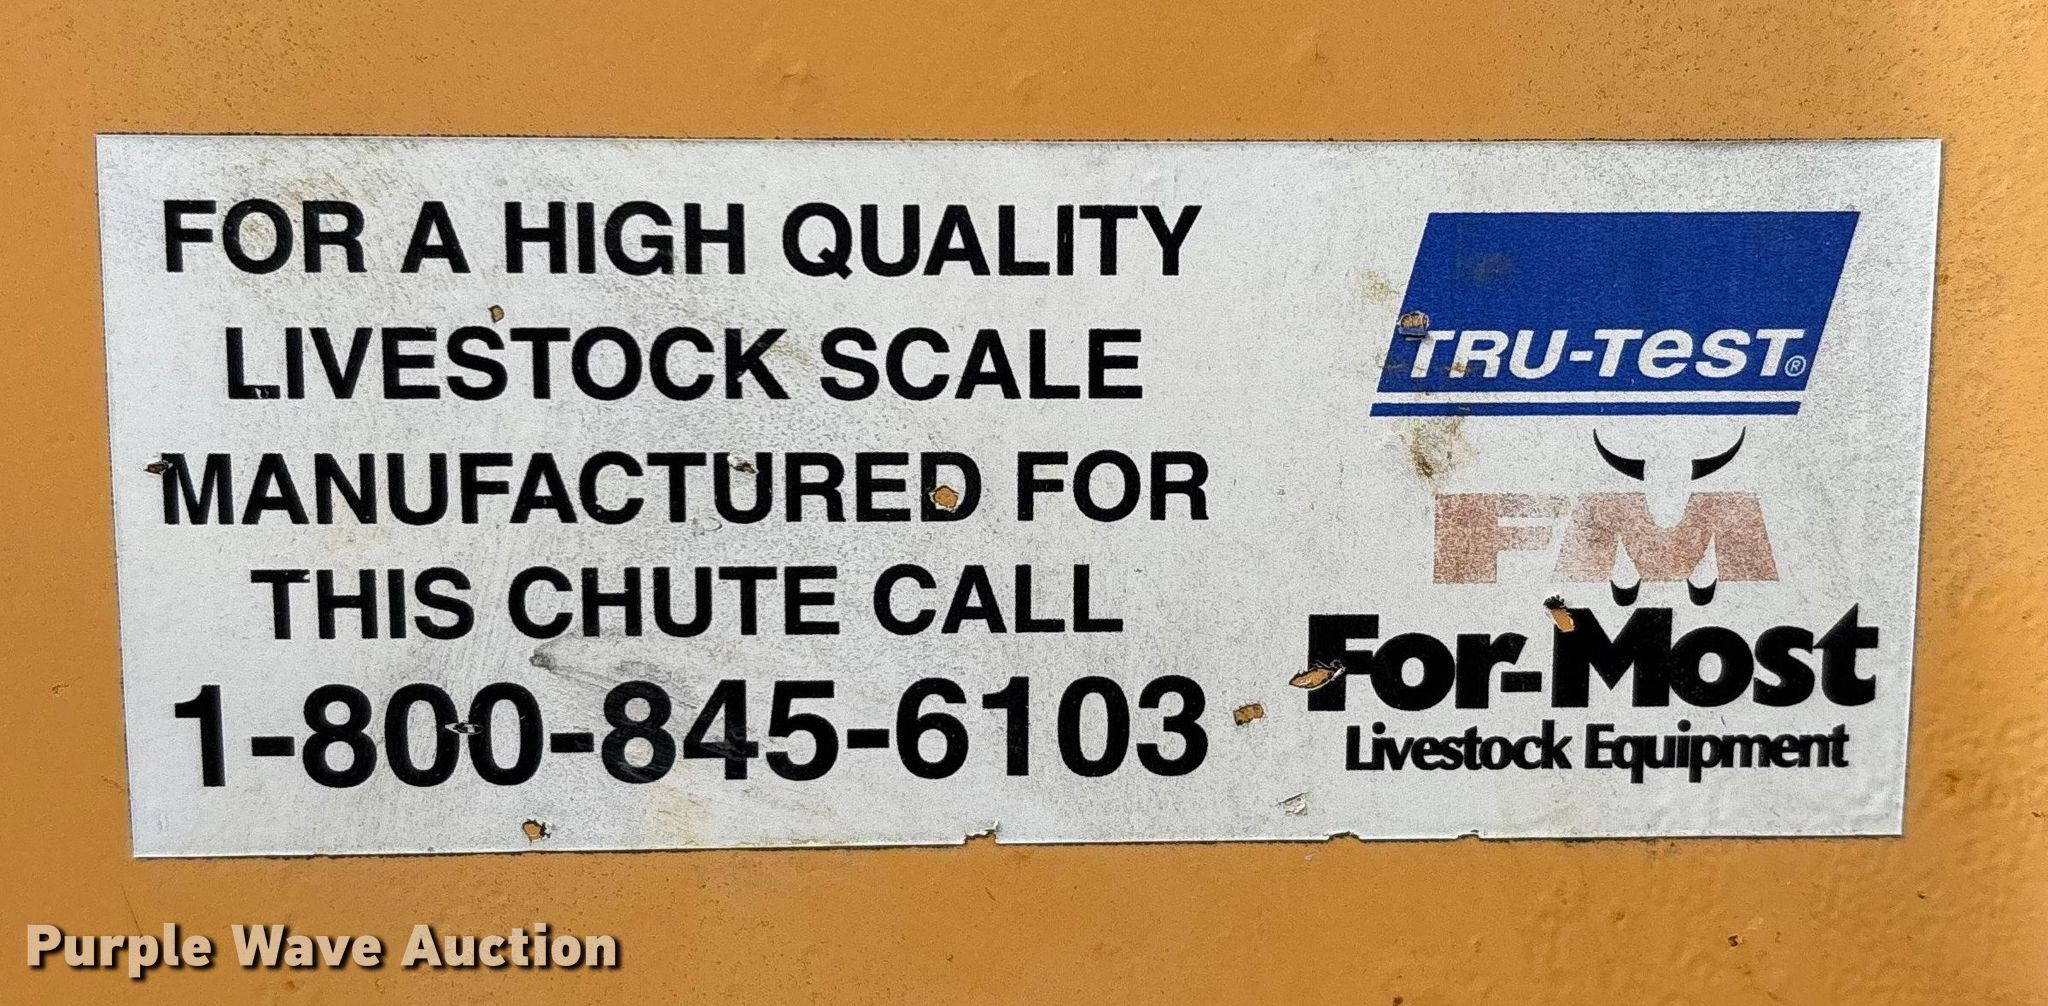 FOR A HIGH QUALITY
LIVESTOCK SCALE
MANUFACTURED FOR
THIS CHUTE CALL
1-800-845-6103
TRU-TEST®
FM
For-Most
Livestock Equipment
Purple Wave Auction